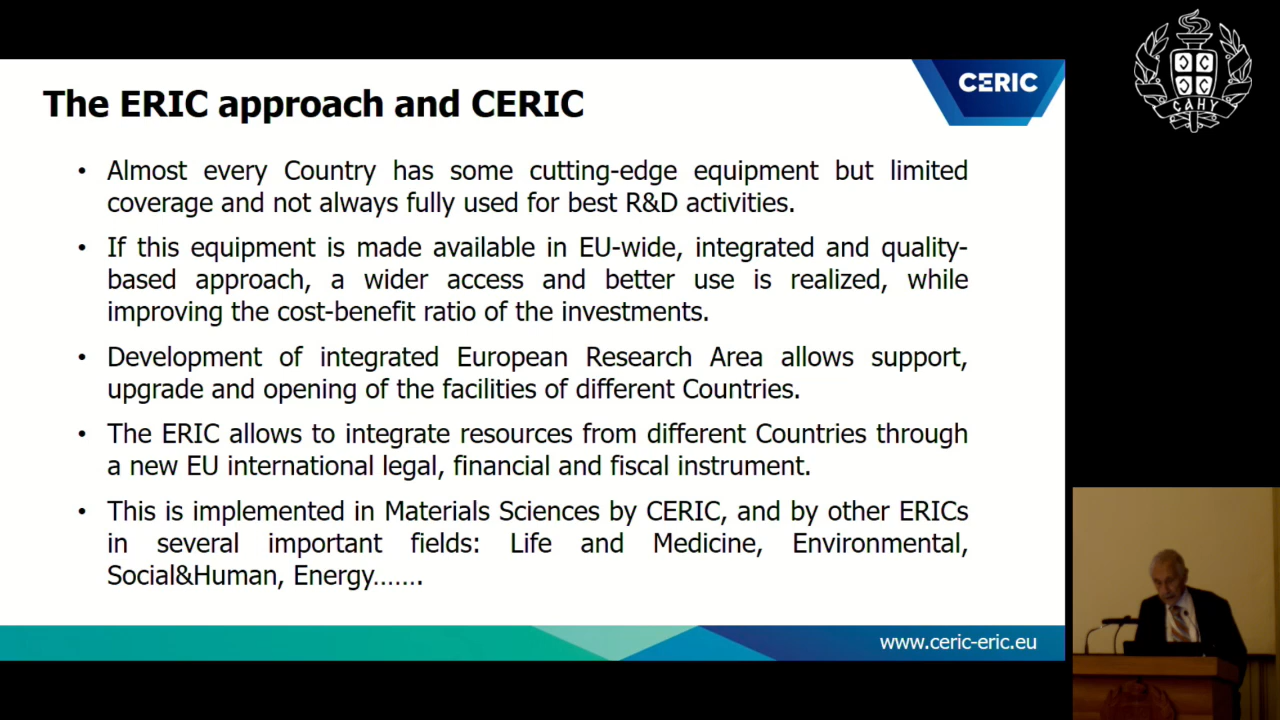 The ERIC approach and CERIC
CERIC
• Almost every Country has some cutting-edge equipment but limited
coverage and not always fully used for best R&D activities.
• If this equipment is made available in EU-wide, integrated and quality-
based approach, a wider access and better use is realized, while
improving the cost-benefit ratio of the investments.
• Development of integrated European Research Area allows support,
upgrade and opening of the facilities of different Countries.
• The ERIC allows to integrate resources from different Countries through
a new EU international legal, financial and fiscal instrument.
• This is implemented in Materials Sciences by CERIC, and by other ERICs
in several important fields: Life and Medicine, Environmental,
Social&Human, Energy…….
www.ceric-eric.eu
САНУ